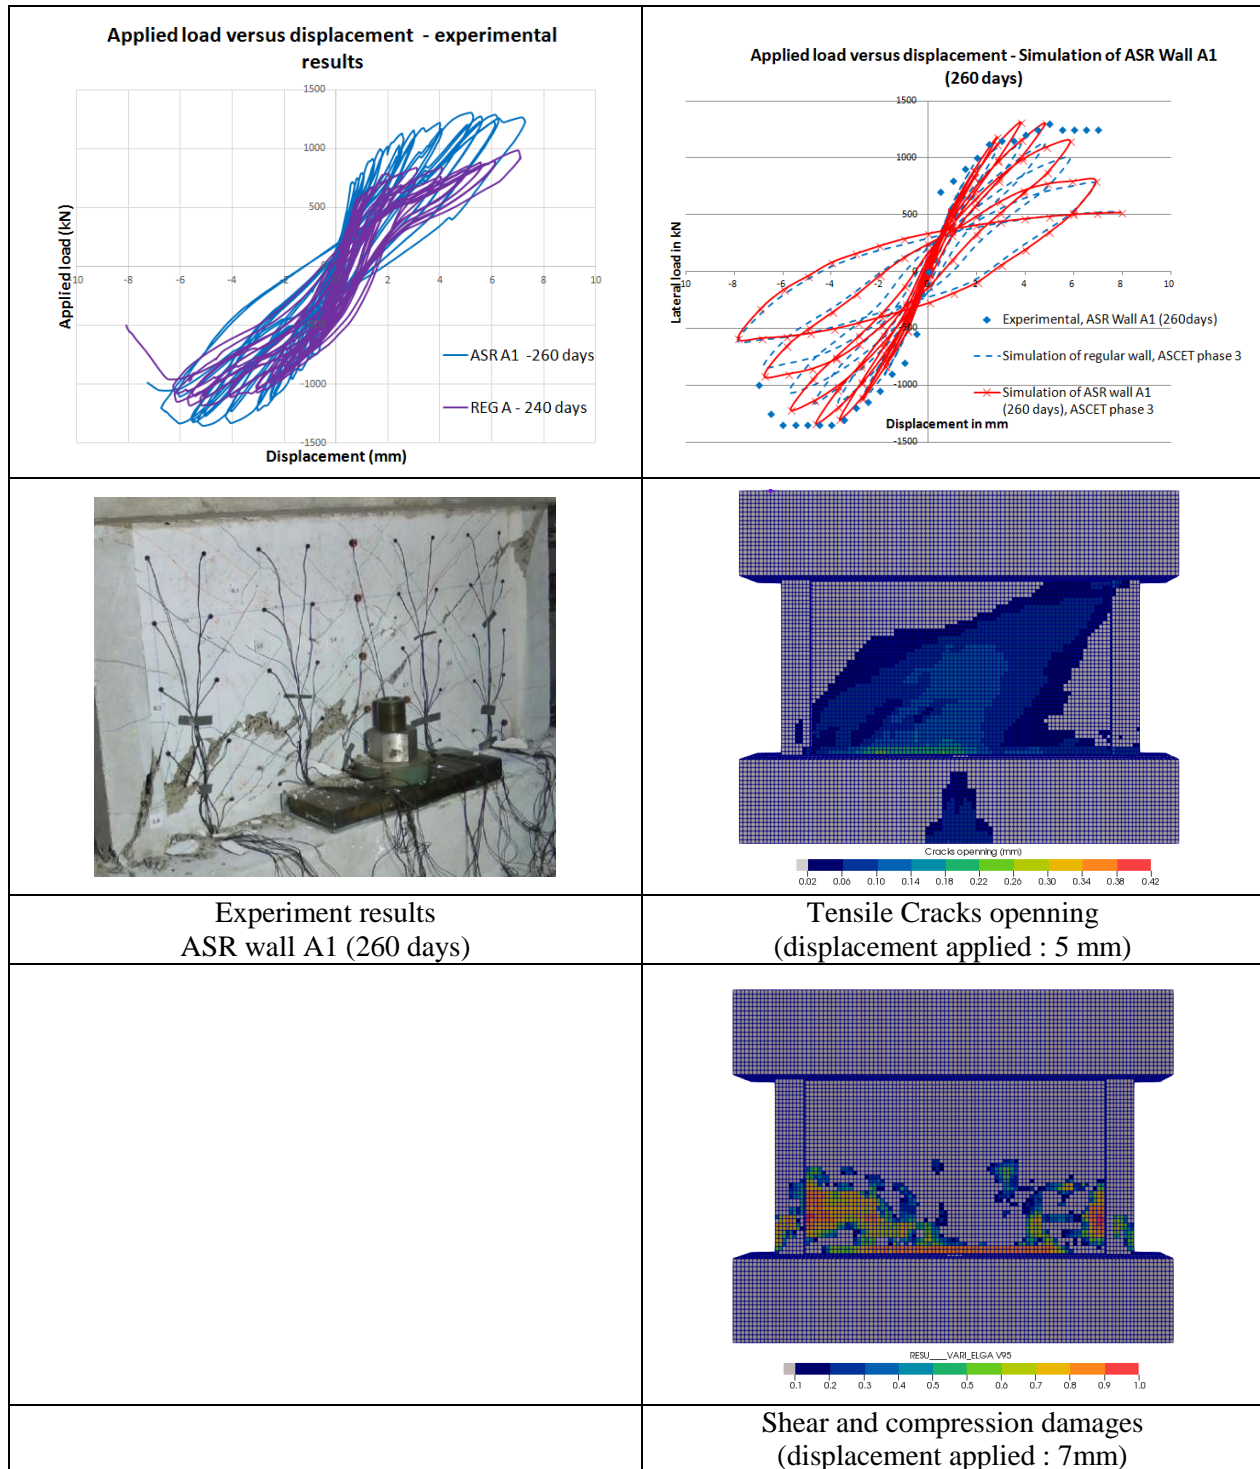 Applied load versus displacement - experimental
results
1500
1000
500
0
-500
-1000
-1500
-10 -8 -6 -4 -2 0 2 4 6 8 10
Applied load (kN)
Displacement (mm)
ASR A1 -260 days
REG A - 240 days
Applied load versus displacement - Simulation of ASR Wall A1
(260 days)
1500
1000
500
0
-500
-1000
-1500
-10 -8 -6 -4 -2 0 2 4 6 8 10
Lateral load in kN
Experimental, ASR Wall A1 (260days)
Simulation of regular wall, ASCET phase 3
Simulation of ASR wall A1
(260 days), ASCET phase 3
Displacement in mm
Cracks openning (mm)
0.02 0.06 0.10 0.14 0.18 0.22 0.26 0.30 0.34 0.38 0.42
Experiment results
ASR wall A1 (260 days)
Tensile Cracks openning
(displacement applied : 5 mm)
RESU___VARI_ELGA V95
0.1 0.2 0.3 0.4 0.5 0.5 0.6 0.7 0.8 0.9 1.0
Shear and compression damages
(displacement applied : 7mm)